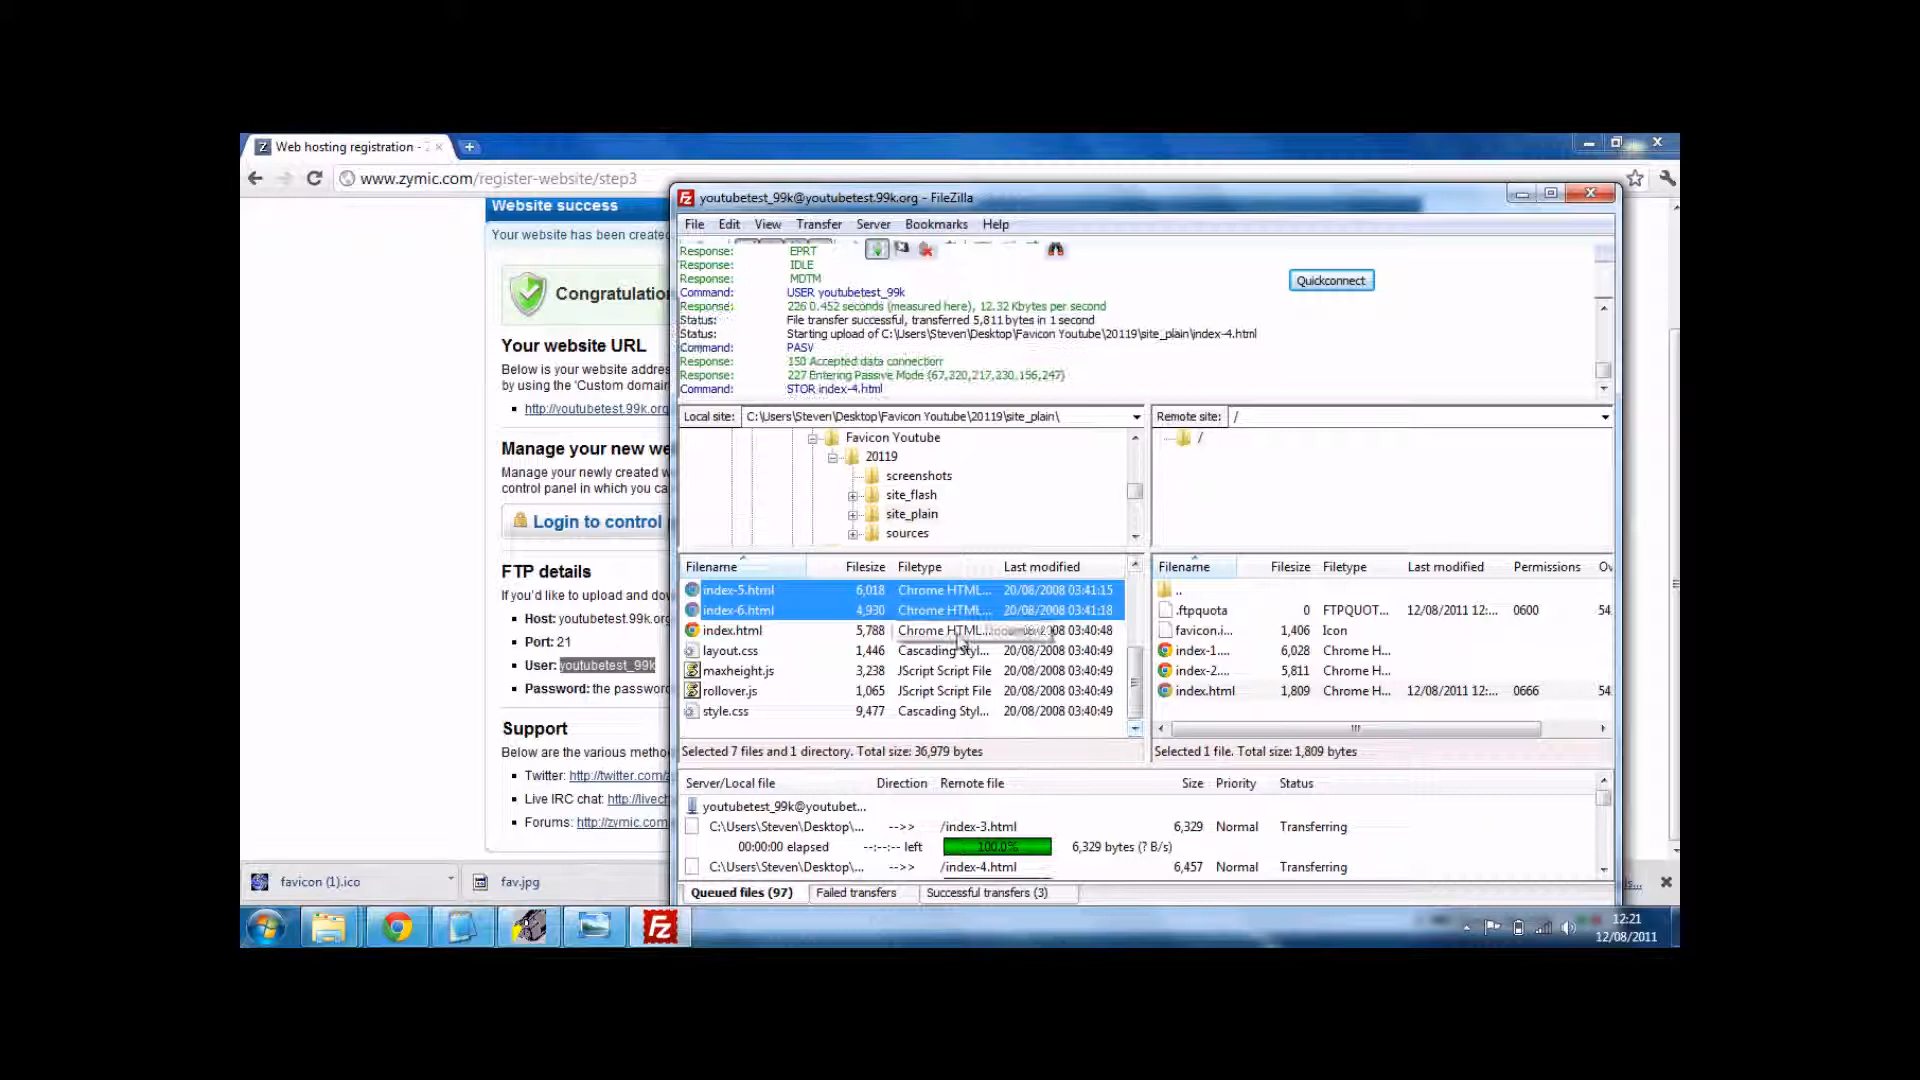 Web hosting registration - Z
www.zymic.com/register-website/step3
Website success
Your website has been created
Congratulation
Your website URL
Below is your website addres
by using the 'Custom domai
http://youtubetest.99k.org
Manage your new we
Manage your newly created w
control panel in which you ca
Login to control
FTP details
If you'd like to upload and do
Host: youtubetest.99k.org
Port: 21
User: youtubetest_99k
Password: the password
Support
Below are the various metho
Twitter: http://twitter.com/z
Live IRC chat: http://livech
Forums: http://zymic.com
youtubetest_99k@youtubetest.99k.org - FileZilla
File Edit View Transfer Server Bookmarks Help
Quickconnect
Response: EPRT
Response: IDLE
Response: MDTM
Command: USER youtubetest_99k
Response: 226 0.452 seconds (measured here), 12.32 Kbytes per second
Status: File transfer successful, transferred 5,811 bytes in 1 second
Status: Starting upload of C:\Users\Steven\Desktop\Favicon Youtube\20119\site_plain\index-4.html
Command: PASV
Response: 150 Accepted data connection
Response: 227 Entering Passive Mode
Command: STOR index-4.html
Local site: C:\Users\Steven\Desktop\Favicon Youtube\20119\site_plain\
Favicon Youtube
20119
screenshots
site_flash
site_plain
sources
Remote site: /
/
Filename Filesize Filetype Last modified
index-5.html 6,018 Chrome HTML... 20/08/2008 03:41:15
index-6.html 4,930 Chrome HTML... 20/08/2008 03:41:18
index.html 5,788 Chrome HTML... 03:40:48
layout.css 1,446 Cascading Styl... 20/08/2008 03:40:49
maxheight.js 3,238 JScript Script File 20/08/2008 03:40:49
rollover.js 1,065 JScript Script File 20/08/2008 03:40:49
style.css 9,477 Cascading Styl... 20/08/2008 03:40:49
Selected 7 files and 1 directory. Total size: 36,979 bytes
Filename Filesize Filetype Last modified Permissions Ow
..
.ftpquota 0 FTPQUOT... 12/08/2011 12:... 0600 54
favicon.i... 1,406 Icon
index-1.... 6,028 Chrome H...
index-2.... 5,811 Chrome H...
index.html 1,809 Chrome H... 12/08/2011 12:... 0666 54
Selected 1 file. Total size: 1,809 bytes
Server/Local file Direction Remote file Size Priority Status
youtubetest_99k@youtubet...
C:\Users\Steven\Desktop\... -->> /index-3.html 6,329 Normal Transferring
00:00:00 elapsed --:--:-- left 100.0% 6,329 bytes (? B/s)
C:\Users\Steven\Desktop\... -->> /index-4.html 6,457 Normal Transferring
Queued files (97) Failed transfers Successful transfers (3)
favicon (1).ico
fav.jpg
12:21
12/08/2011